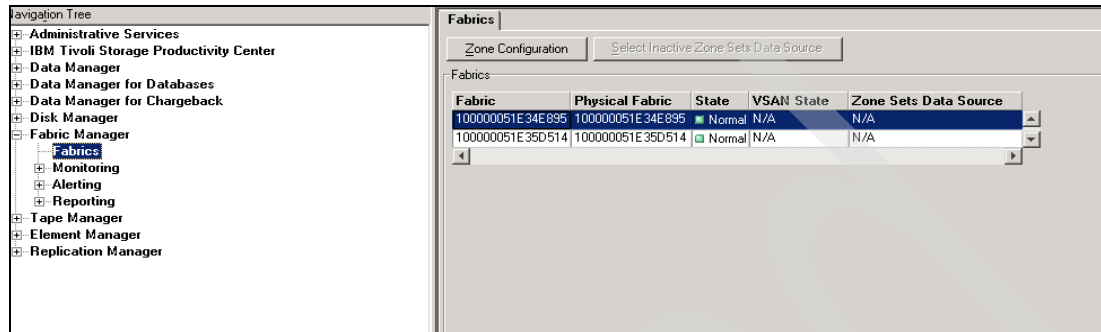 Navigation Tree
Administrative Services
IBM Tivoli Storage Productivity Center
Data Manager
Data Manager for Databases
Data Manager for Chargeback
Disk Manager
Fabric Manager
Fabrics
Monitoring
Alerting
Reporting
Tape Manager
Element Manager
Replication Manager
Fabrics
Zone Configuration Select Inactive Zone Sets Data Source
Fabrics
Fabric Physical Fabric State VSAN State Zone Sets Data Source
100000051E34E895 100000051E34E895 Normal N/A N/A
100000051E35D514 100000051E35D514 Normal N/A N/A